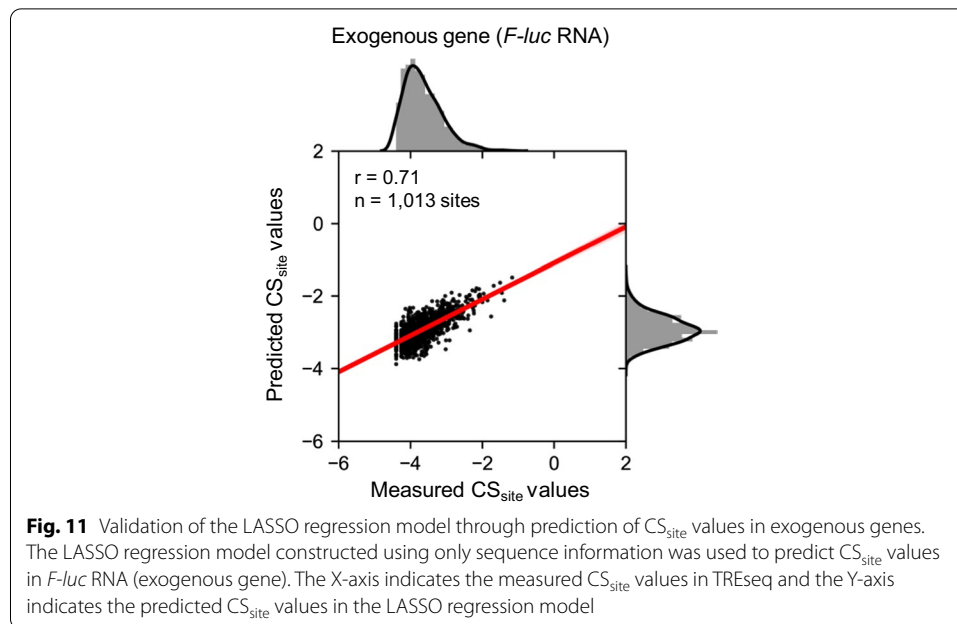 Exogenous gene (F-luc RNA)
2
r = 0.71
n = 1,013 sites
0
−2
−4
−6
Predicted CSsite values
−6 −4 −2 0 2
Measured CSsite values
Fig. 11 Validation of the LASSO regression model through prediction of CSsite values in exogenous genes.
The LASSO regression model constructed using only sequence information was used to predict CSsite values
in F-luc RNA (exogenous gene). The X-axis indicates the measured CSsite values in TREseq and the Y-axis
indicates the predicted CSsite values in the LASSO regression model